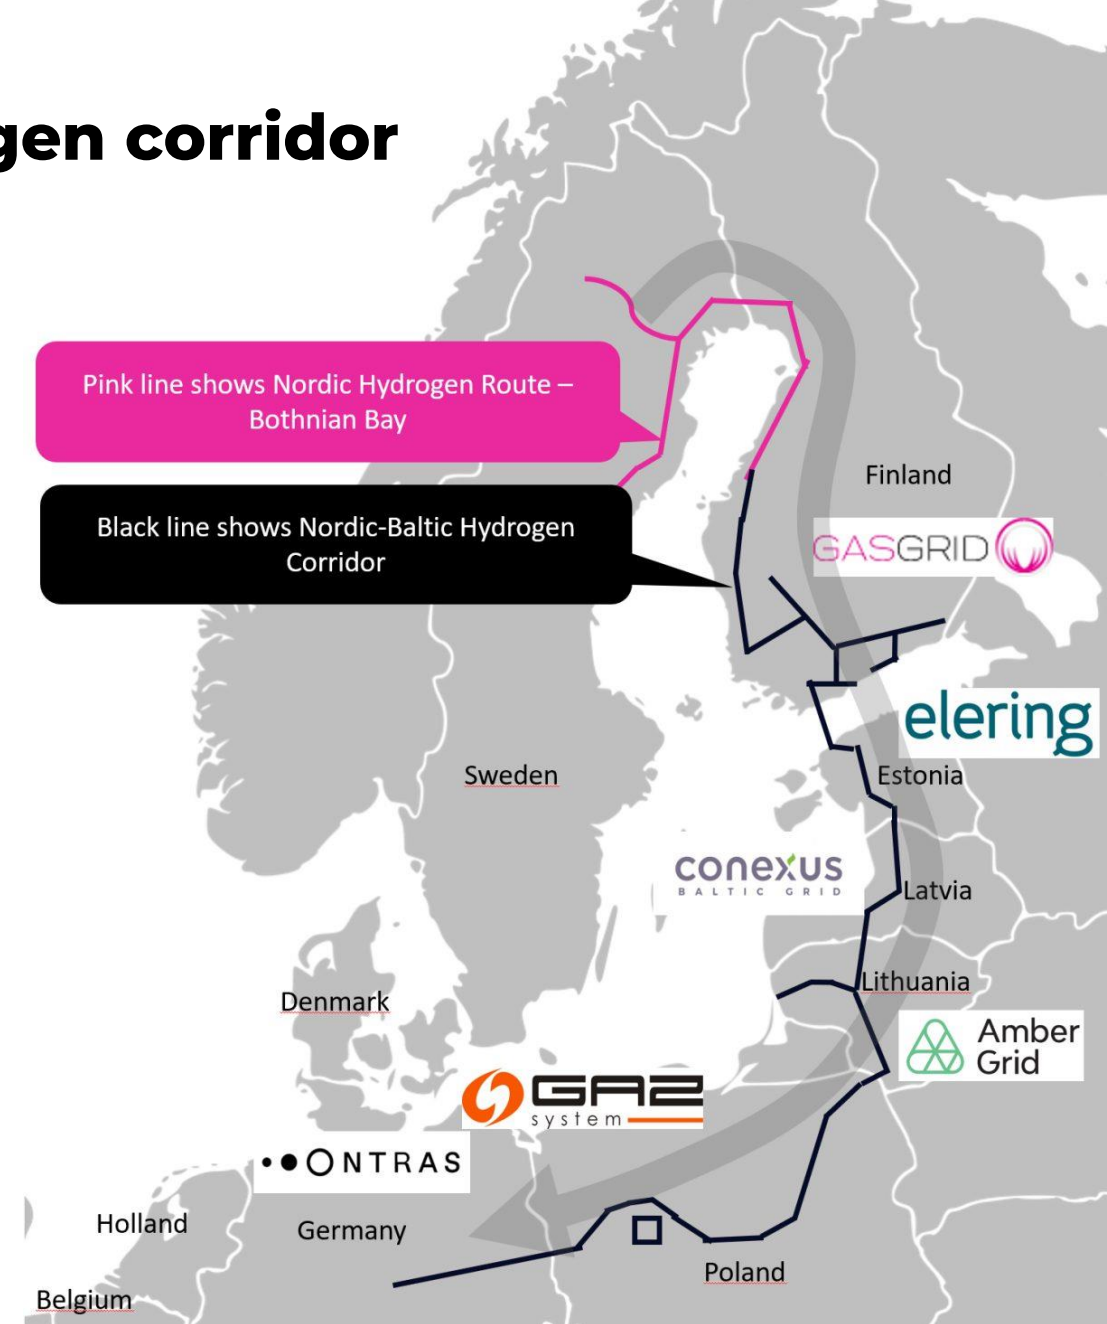 gen corridor
Pink line shows Nordic Hydrogen Route –
Bothnian Bay
Finland
GASGRID
Black line shows Nordic-Baltic Hydrogen
Corridor
elering
Sweden
Estonia
conexus
BALTIC GRID
Latvia
Lithuania
Denmark
Amber
Grid
GAZ
system
ONTRAS
Holland
Germany
Poland
Belgium